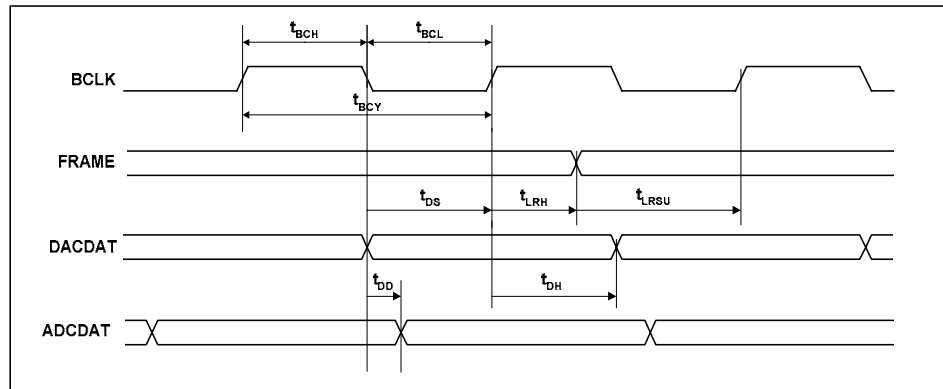 tBCH tBCL
BCLK
tBCY
FRAME
tDS tLRH tLRSU
DACDAT
tDD tDH
ADCDAT